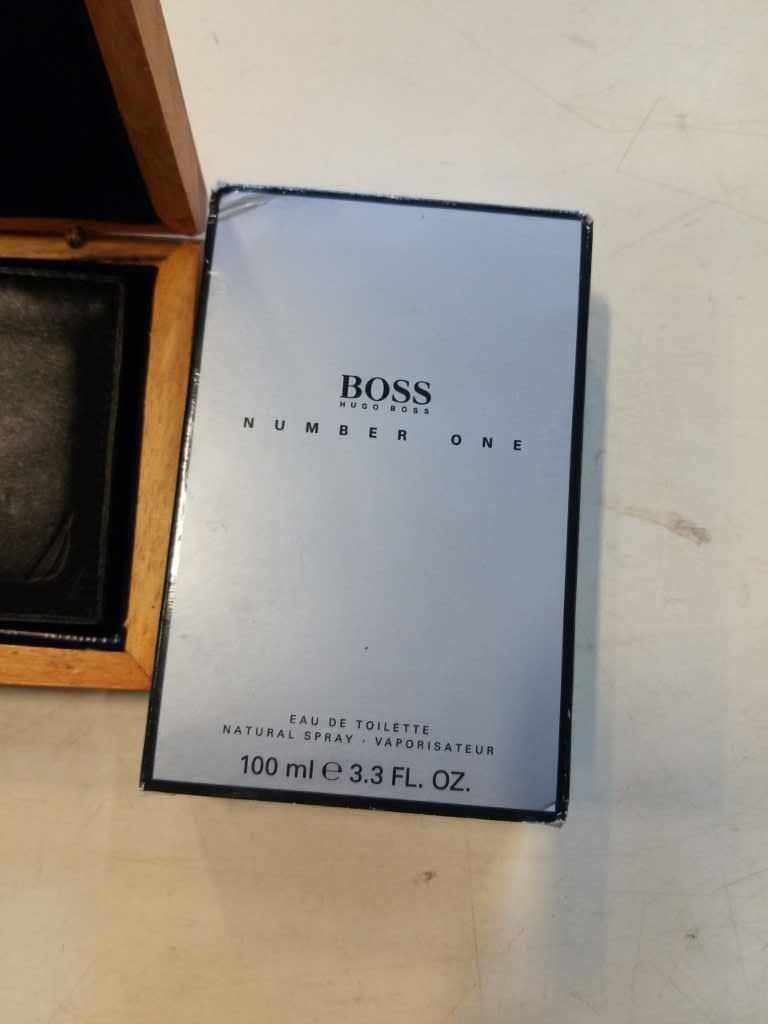 BOSS
HUGO BOSS
NUMBER ONE
EAU DE TOILETTE
NATURAL SPRAY · VAPORISATEUR
100 ml ℮ 3.3 FL. OZ.